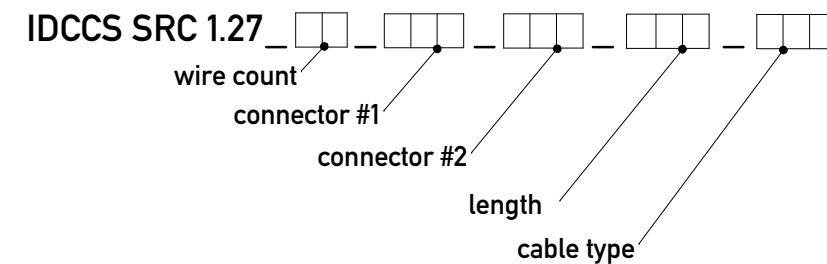 IDCCS SRC 1.27_ _ _ _ _
wire count
connector #1
connector #2
length
cable type